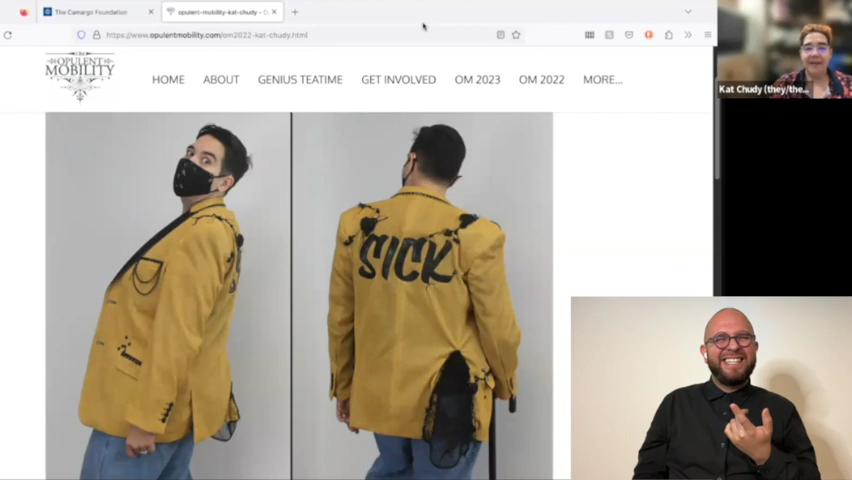 The Camargo Foundation
opulent-mobility-kat-chudy - O
https://www.opulentmobility.com/om2022-kat-chudy.html
OPULENT
MOBILITY
HOME
ABOUT
GENIUS TEATIME
GET INVOLVED
OM 2023
OM 2022
MORE...
Kat Chudy (they/the...
SICK